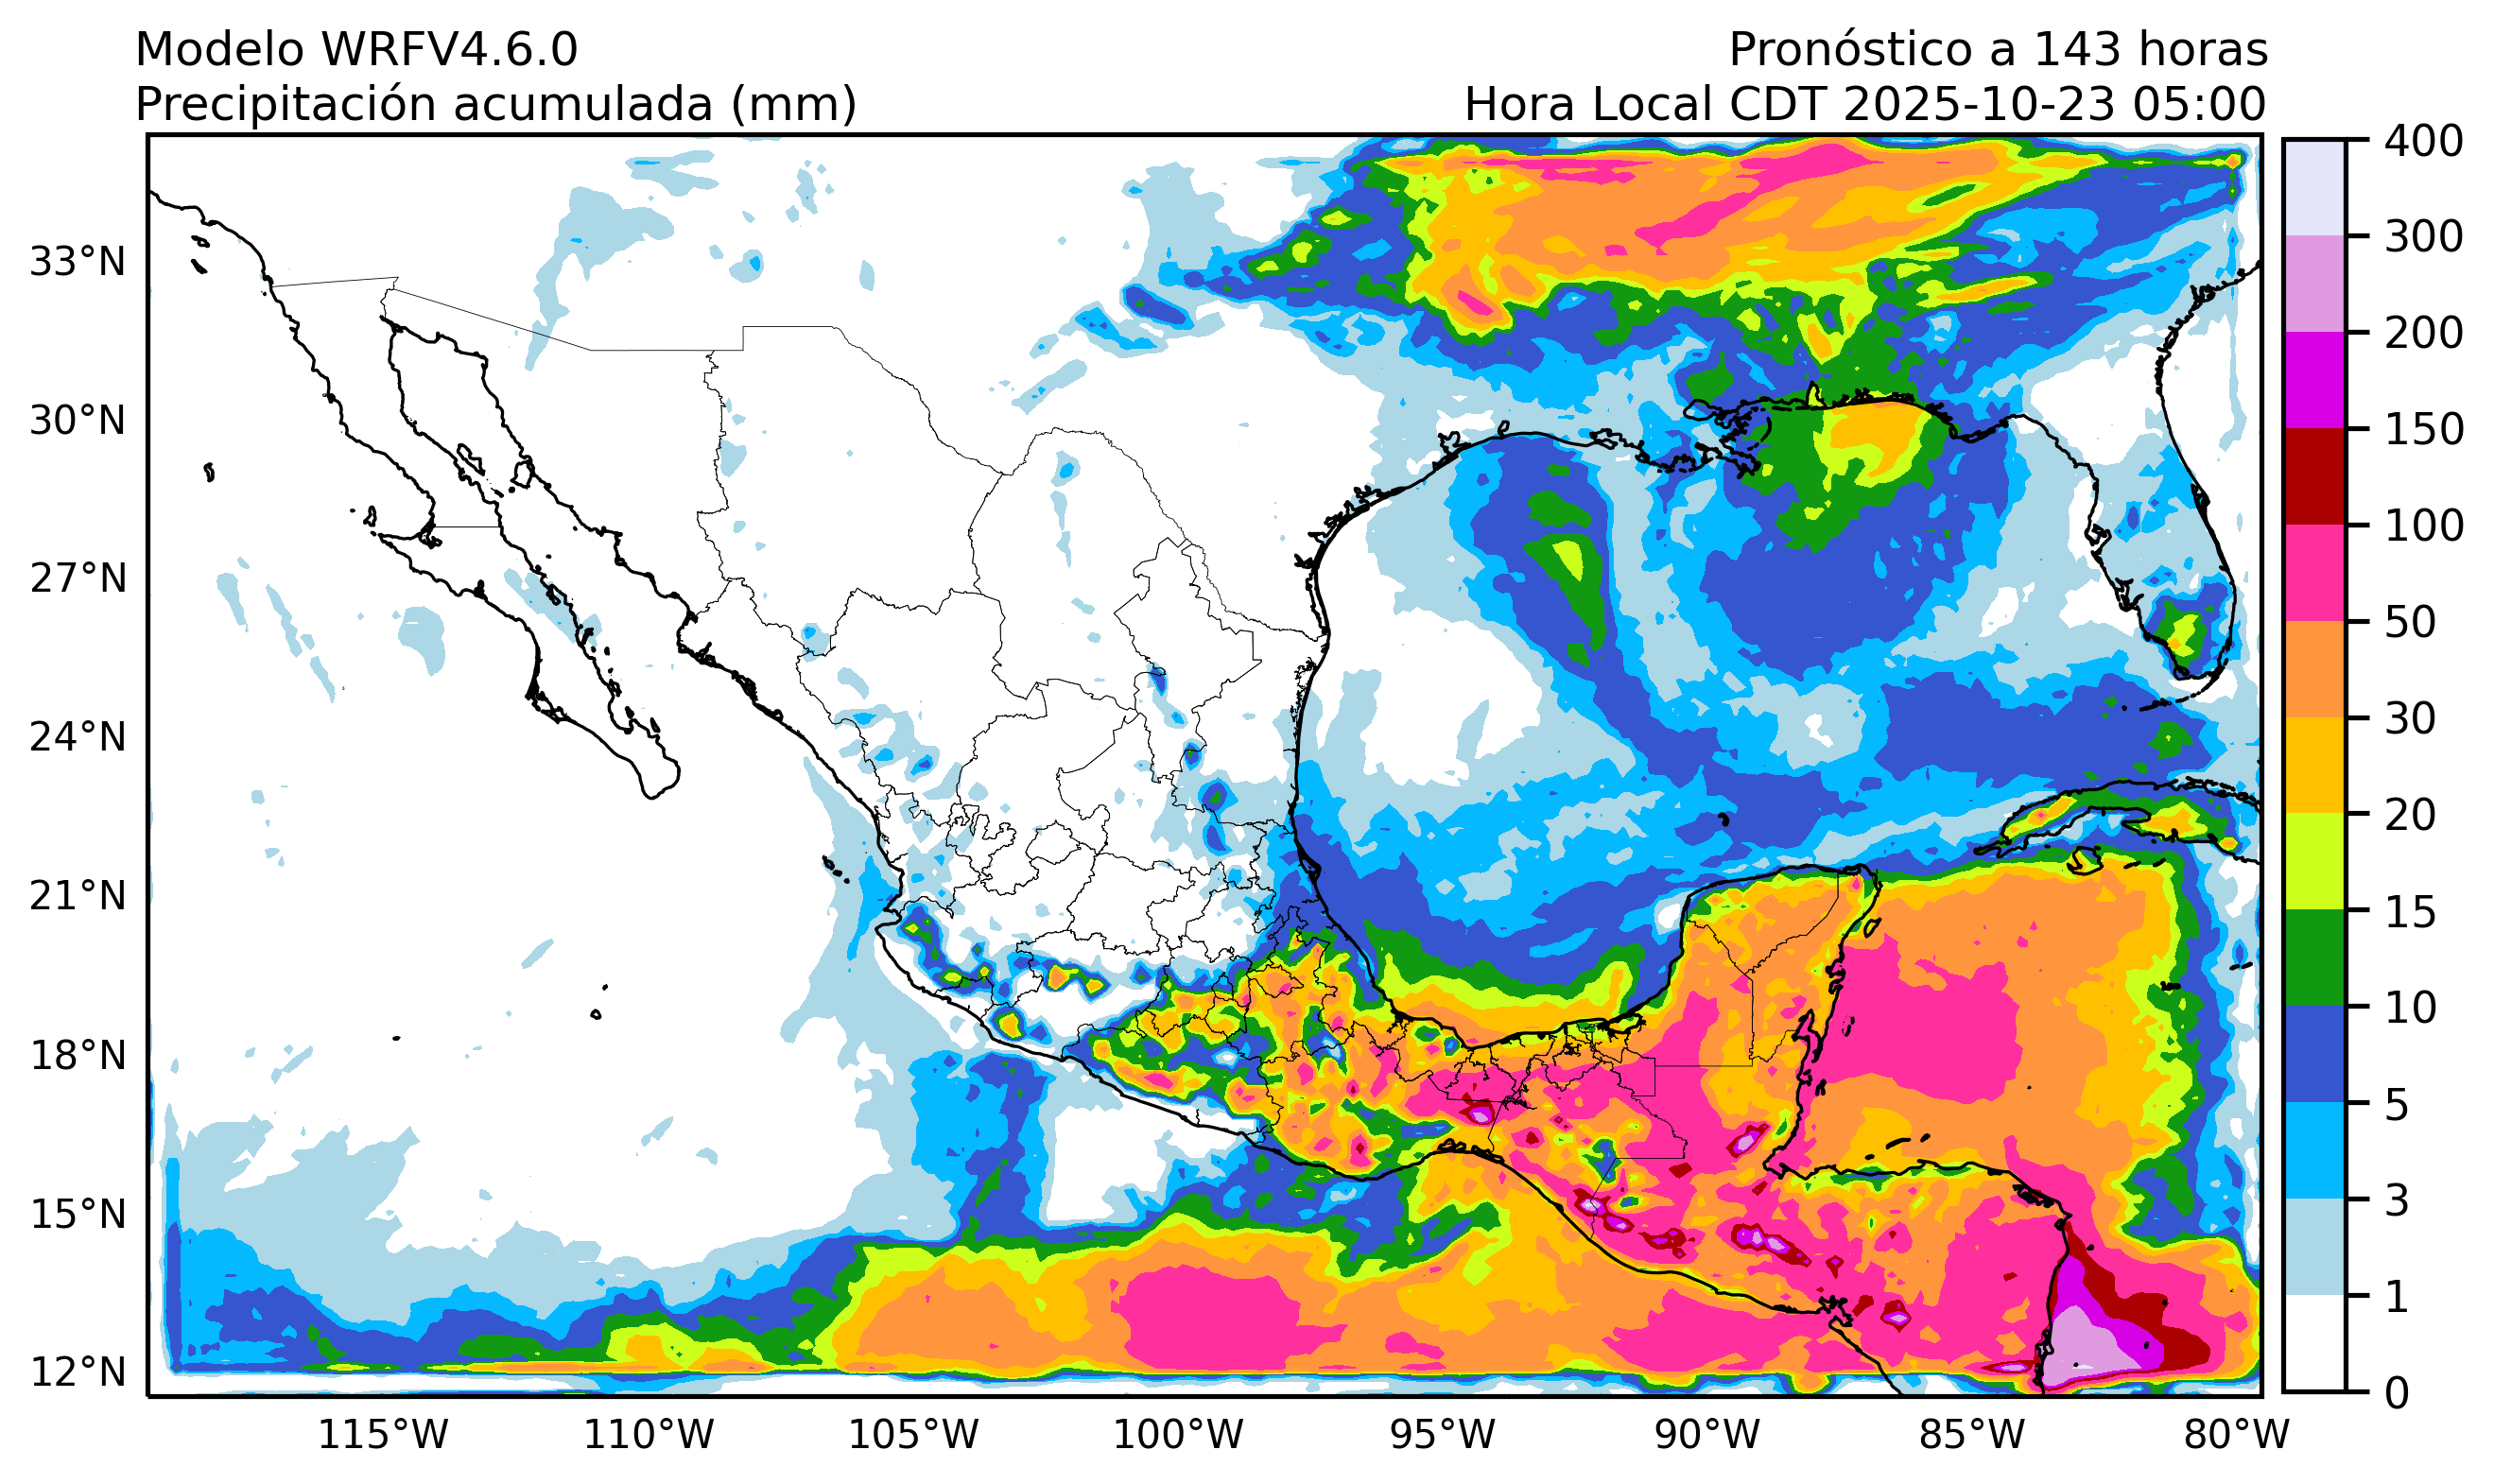 Modelo WRFV4.6.0
Pronóstico a 143 horas
Precipitación acumulada (mm)
Hora Local CDT 2025-10-23 05:00
33°N
30°N
27°N
24°N
21°N
18°N
15°N
12°N
115°W
110°W
105°W
100°W
95°W
90°W
85°W
80°W
400
300
200
150
100
50
30
20
15
10
5
3
1
0